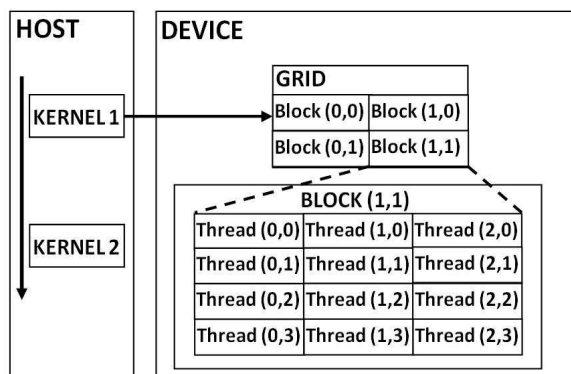 HOST
DEVICE
GRID
KERNEL 1
Block (0,0) Block (1,0)
Block (0,1) Block (1,1)
BLOCK (1,1)
KERNEL 2
Thread (0,0) Thread (1,0) Thread (2,0)
Thread (0,1) Thread (1,1) Thread (2,1)
Thread (0,2) Thread (1,2) Thread (2,2)
Thread (0,3) Thread (1,3) Thread (2,3)